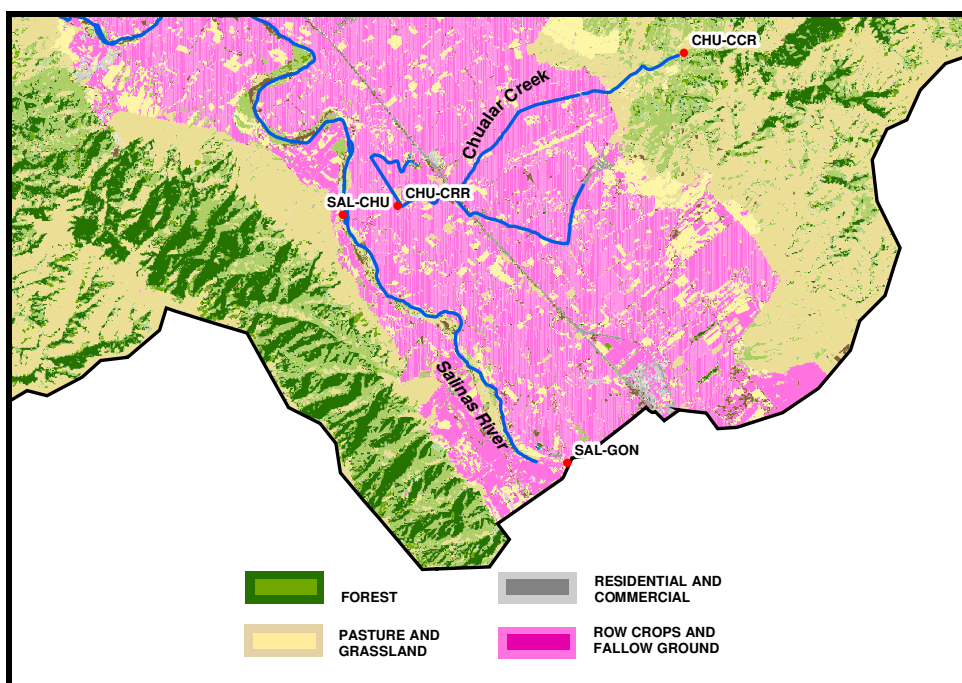 CHU-CCR
Chualar Creek
CHU-CRR
SAL-CHU
Salinas River
SAL-GON
FOREST
RESIDENTIAL AND
COMMERCIAL
PASTURE AND
GRASSLAND
ROW CROPS AND
FALLOW GROUND